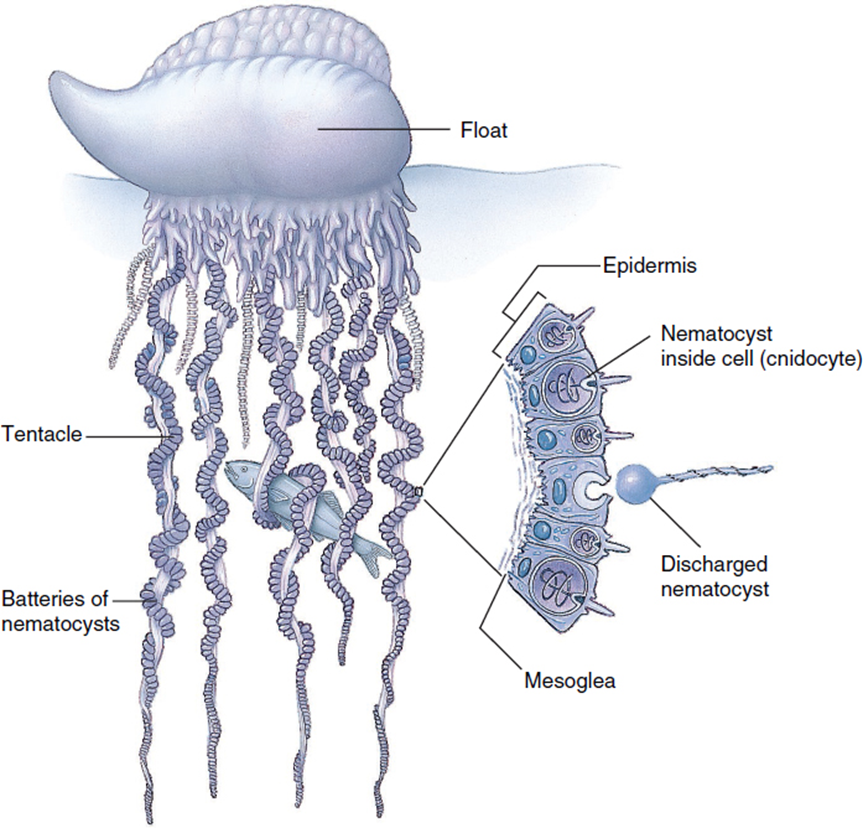 Float
Epidermis
Nematocyst
inside cell (cnidocyte)
Tentacle
Discharged
nematocyst
Batteries of
nematocysts
Mesoglea